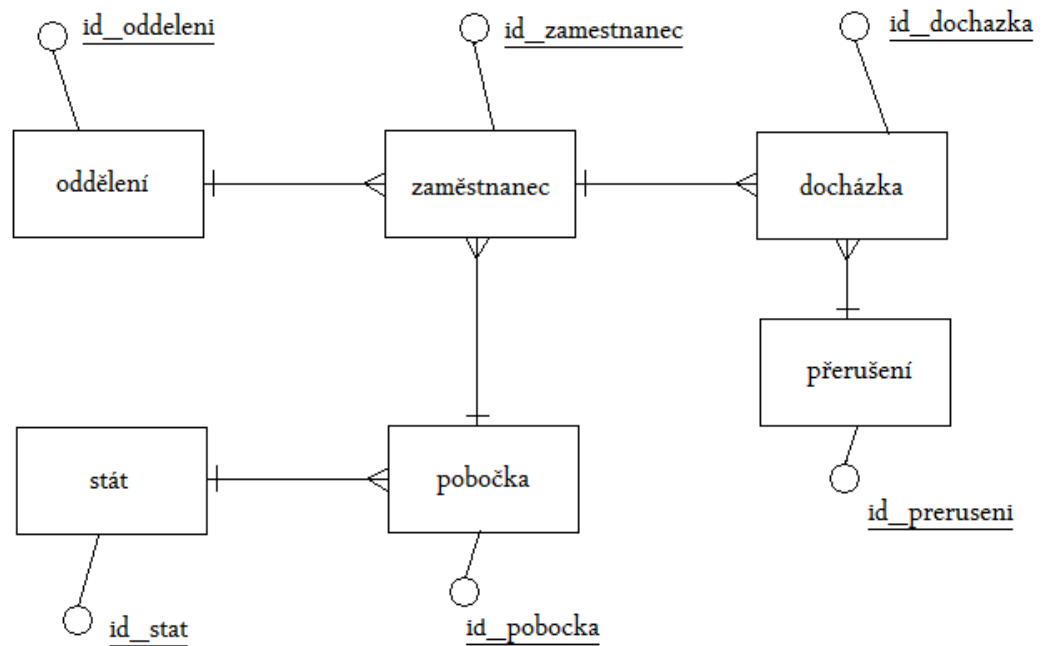 id_oddeleni
id_zamestnanec
id_dochazka
oddělení
zaměstnanec
docházka
přerušení
stát
pobočka
id_preruseni
id_stat
id_pobocka